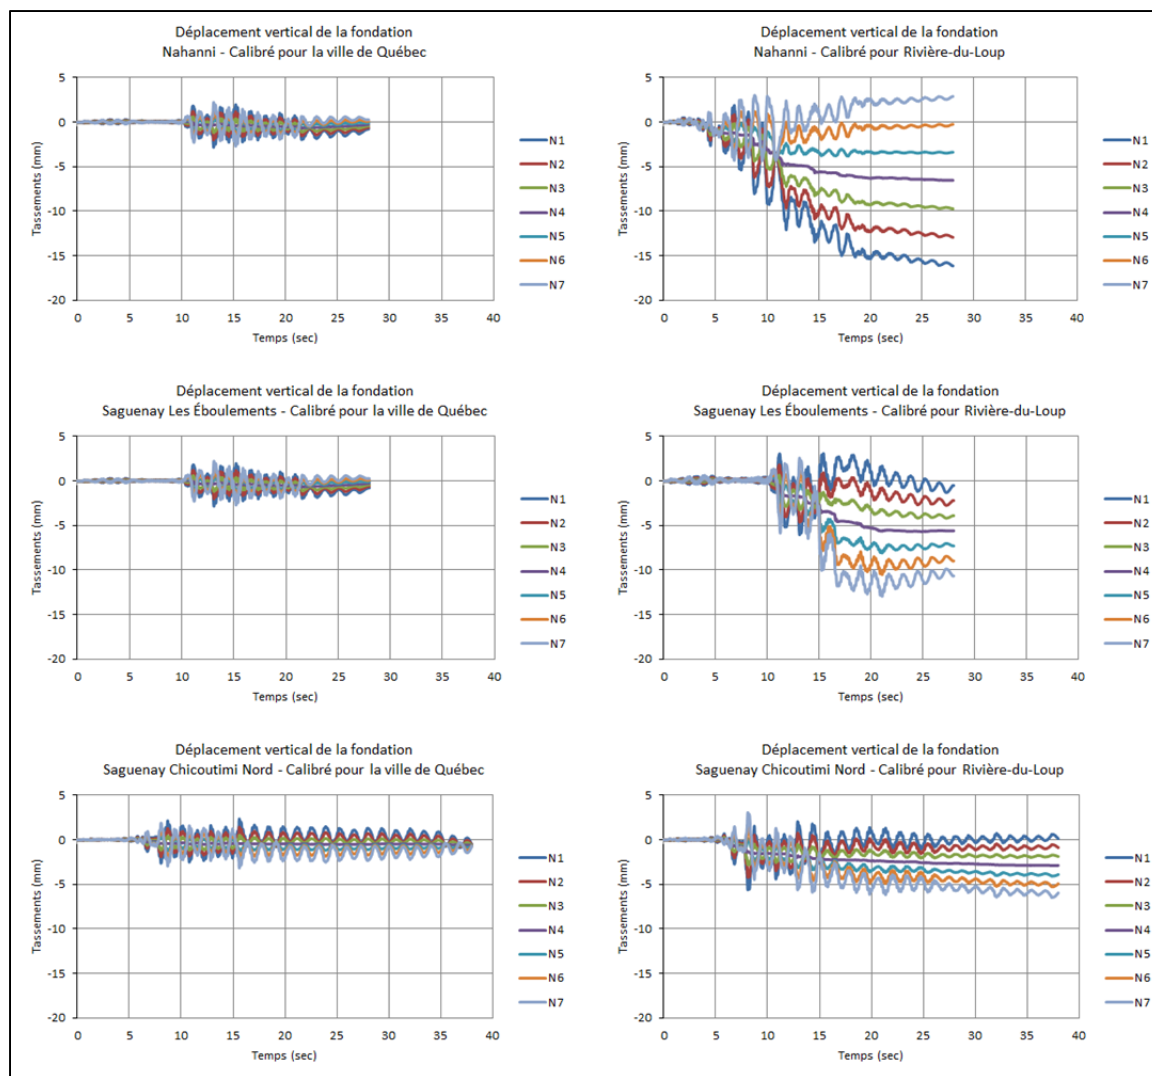 Déplacement vertical de la fondation
Nahanni - Calibré pour la ville de Québec
5
0
-5
-10
-15
-20
Tassements (mm)
0 5 10 15 20 25 30 35 40
Temps (sec)
N1
N2
N3
N4
N5
N6
N7
Déplacement vertical de la fondation
Nahanni - Calibré pour Rivière-du-Loup
5
0
-5
-10
-15
-20
Tassements (mm)
0 5 10 15 20 25 30 35 40
Temps (sec)
N1
N2
N3
N4
N5
N6
N7
Déplacement vertical de la fondation
Saguenay Les Éboulements - Calibré pour la ville de Québec
5
0
-5
-10
-15
-20
Tassements (mm)
0 5 10 15 20 25 30 35 40
Temps (sec)
N1
N2
N3
N4
N5
N6
N7
Déplacement vertical de la fondation
Saguenay Les Éboulements - Calibré pour Rivière-du-Loup
5
0
-5
-10
-15
-20
Tassements (mm)
0 5 10 15 20 25 30 35 40
Temps (sec)
N1
N2
N3
N4
N5
N6
N7
Déplacement vertical de la fondation
Saguenay Chicoutimi Nord - Calibré pour la ville de Québec
5
0
-5
-10
-15
-20
Tassements (mm)
0 5 10 15 20 25 30 35 40
Temps (sec)
N1
N2
N3
N4
N5
N6
N7
Déplacement vertical de la fondation
Saguenay Chicoutimi Nord - Calibré pour Rivière-du-Loup
5
0
-5
-10
-15
-20
Tassements (mm)
0 5 10 15 20 25 30 35 40
Temps (sec)
N1
N2
N3
N4
N5
N6
N7